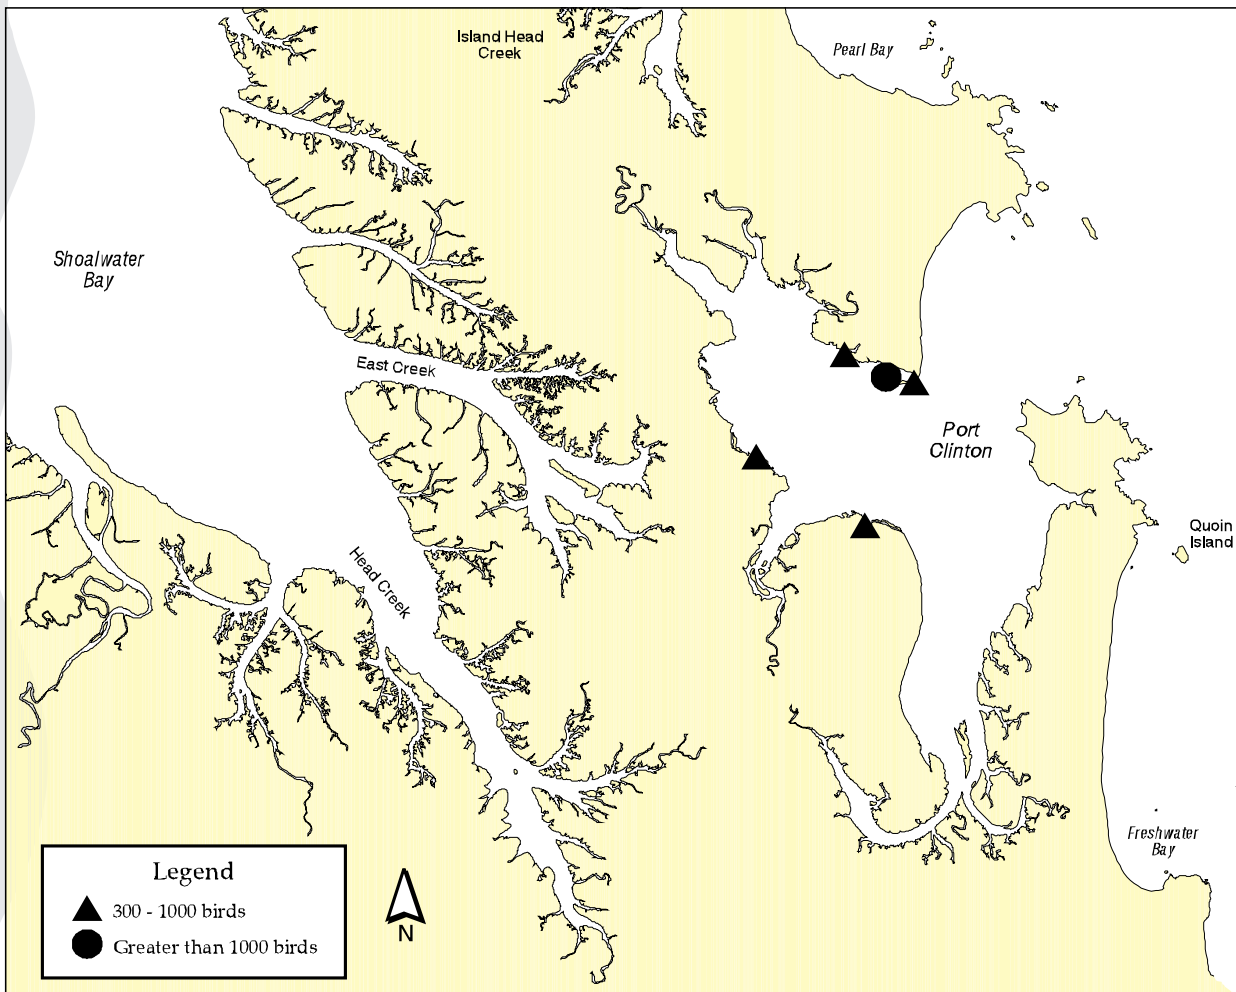 Island Head
Creek
Pearl Bay
Shoalwater
Bay
East Creek
Port
Clinton
Quoin
Island
Head Creek
Freshwater
Bay
Legend
300 - 1000 birds
Greater than 1000 birds
N